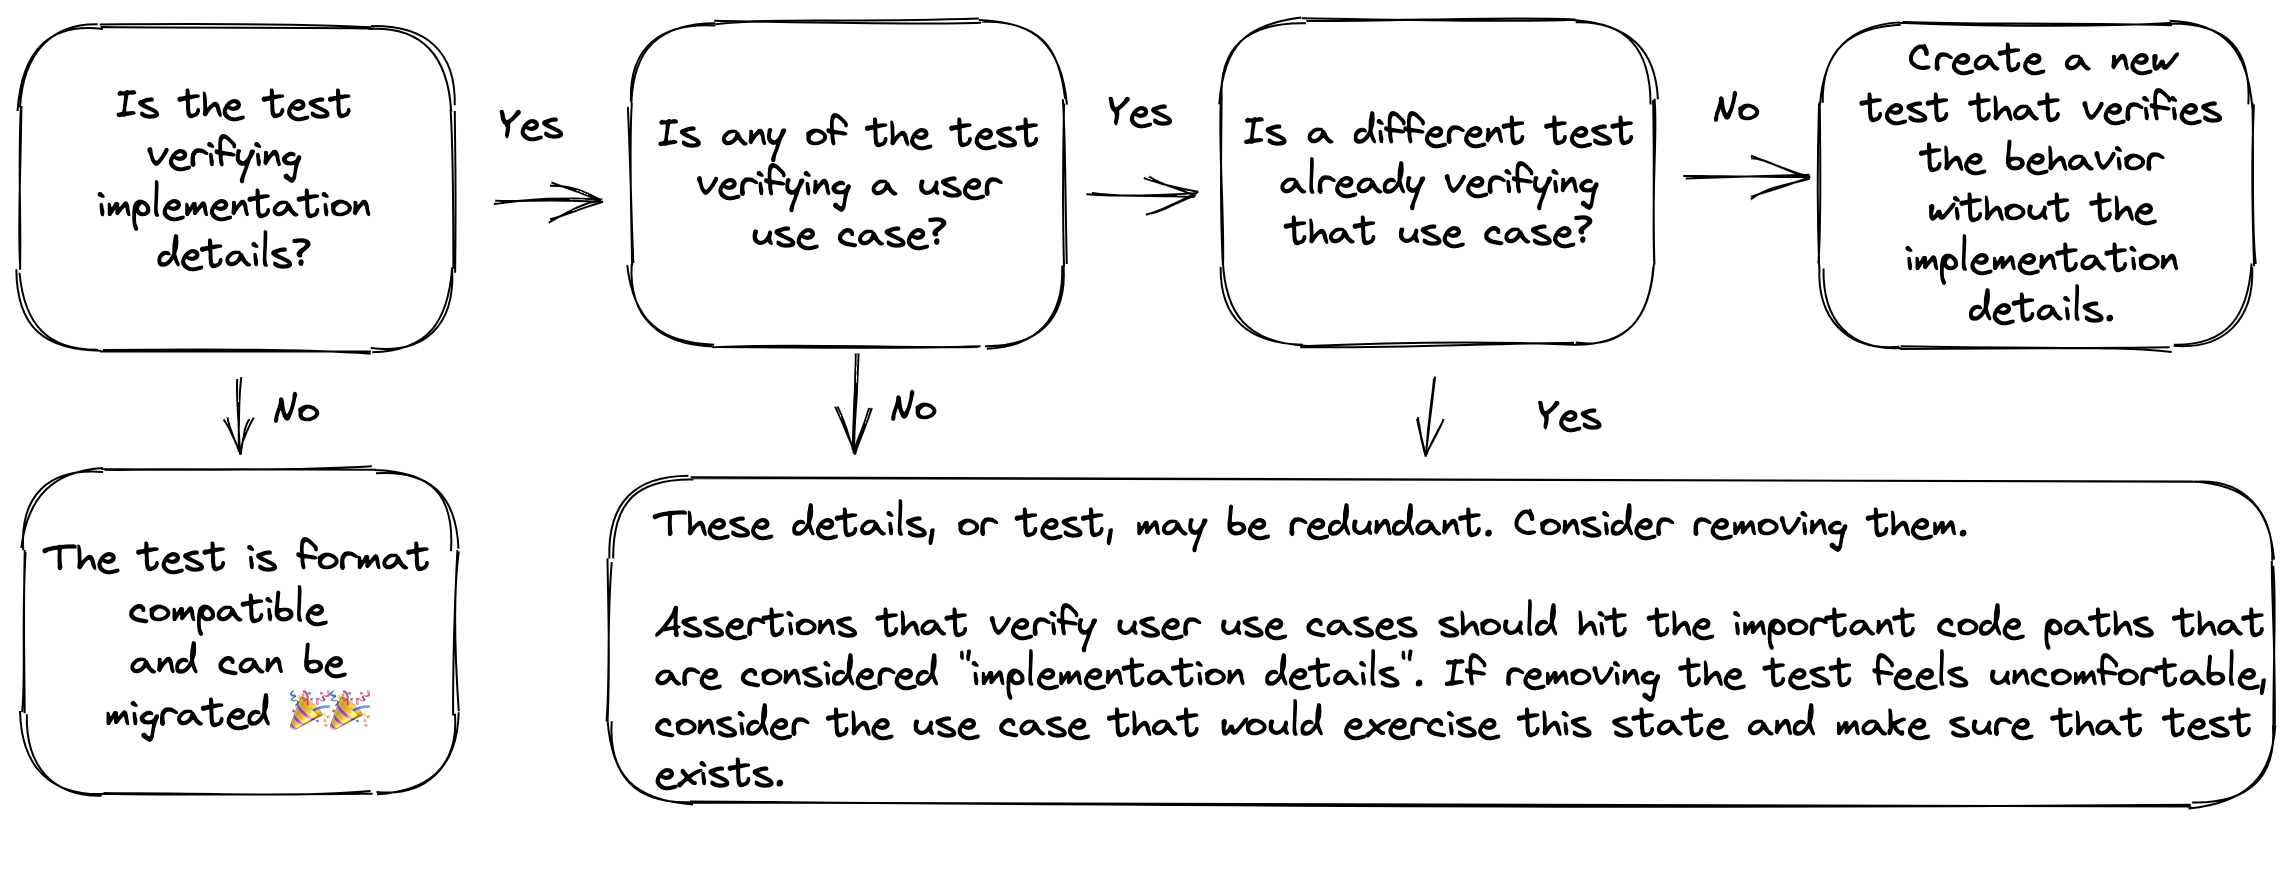 Is the test
verifying
implementation
details?
Yes
Is any of the test
verifying a user
use case?
Yes
Is a different test
already verifying
that use case?
No
Create a new
test that verifies
the behavior
without the
implementation
details.
No
No
Yes
The test is format
compatible
and can be
migrated 🎉🎉
These details, or test, may be redundant. Consider removing them.
Assertions that verify user use cases should hit the important code paths that
are considered "implementation details". If removing the test feels uncomfortable,
consider the use case that would exercise this state and make sure that test
exists.